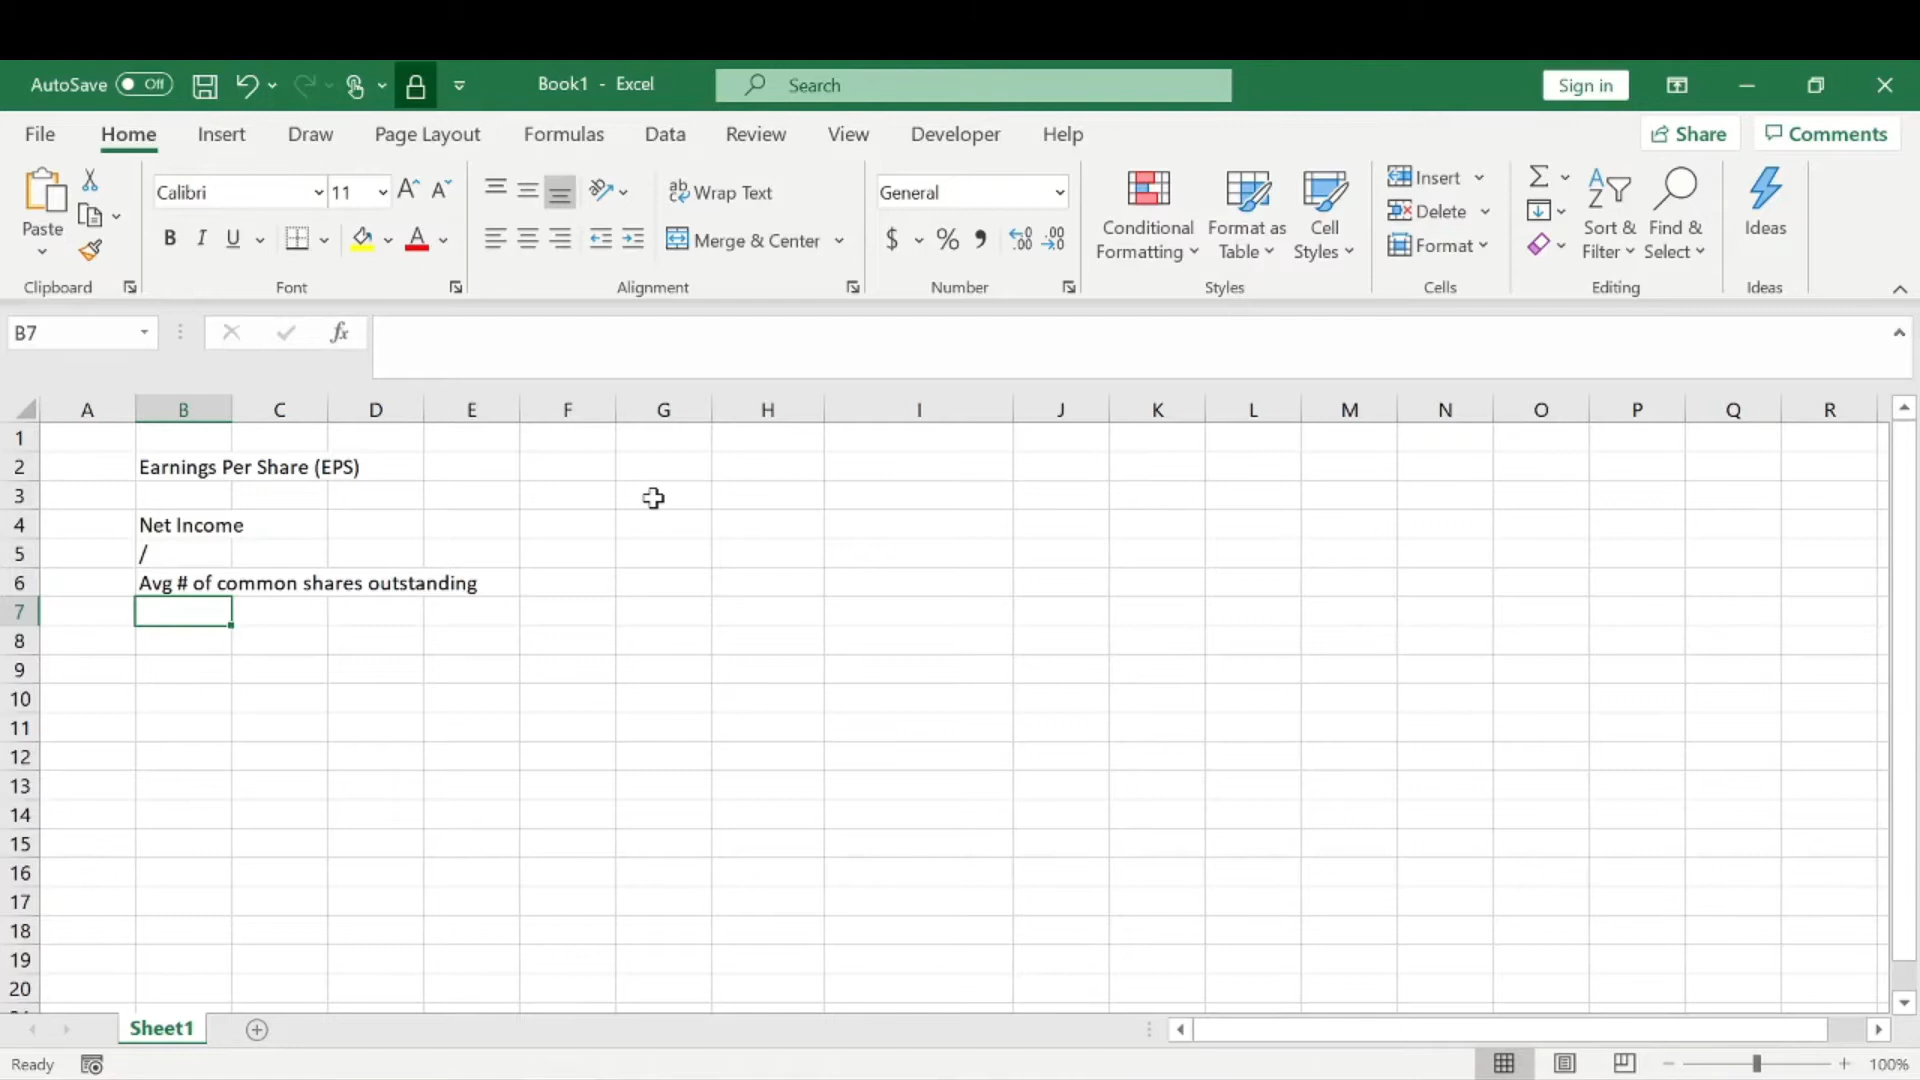 AutoSave Off Book1 - Excel Search Sign in
File Home Insert Draw Page Layout Formulas Data Review View Developer Help Share Comments
Calibri 11 ab Wrap Text General Insert
Paste Delete
B I U A Merge & Center $ % 9 Conditional Formatting Format as Table Cell Styles Format Sort & Filter Find & Select Ideas
Clipboard Font Alignment Number Styles Cells Editing Ideas
B7 fx
A B C D E F G H I J K L M N O P Q R
1
2 Earnings Per Share (EPS)
3
4 Net Income
5 /
6 Avg # of common shares outstanding
7
8
9
10
11
12
13
14
15
16
17
18
19
20
Sheet1
Ready 100%